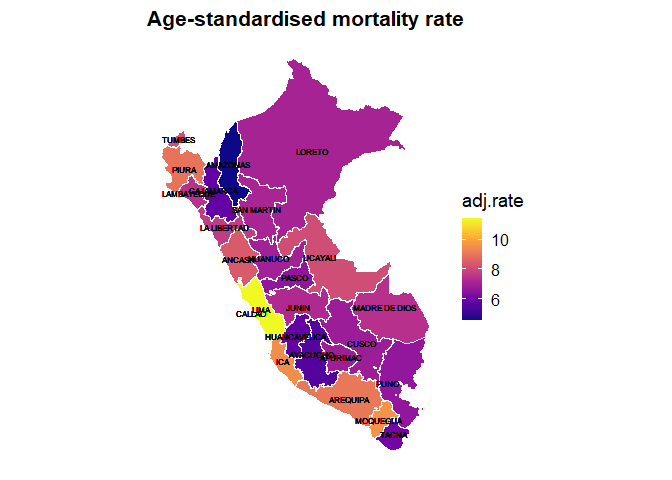 Age-standardised mortality rate
TUMBES
LORETO
AMAZONAS
PIURA
CAJAMARCA
LAMBAYEQUE
SAN MARTIN
LA LIBERTAD
HUANUCO
UCAYALI
ANCASH
PASCO
LIMA
JUNIN
MADRE DE DIOS
CALLAO
HUANCAVELICA
CUSCO
AYACUCHO
APURIMAC
ICA
PUNO
AREQUIPA
MOQUEGUA
TACNA
adj.rate
10
8
6